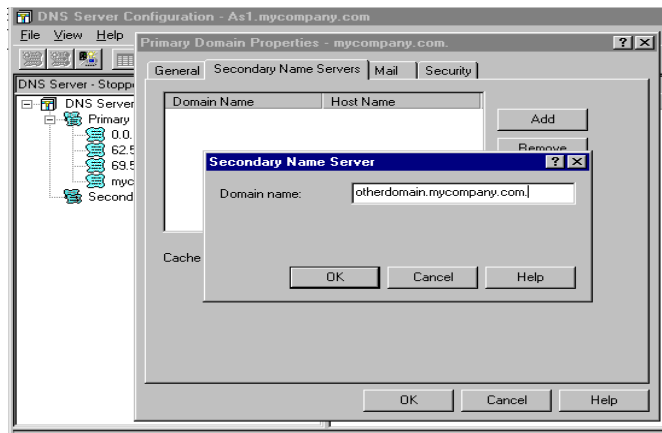 DNS Server Configuration - As1.mycompany.com
File View Help
Primary Domain Properties - mycompany.com.
General Secondary Name Servers Mail Security
DNS Server - Stopp
DNS Server
Primary
0.0.
62.5
69.5
myc
Second
Domain Name Host Name
Add
Remove
Secondary Name Server
Domain name: otherdomain.mycompany.com.
Cache
OK Cancel Help
OK Cancel Help